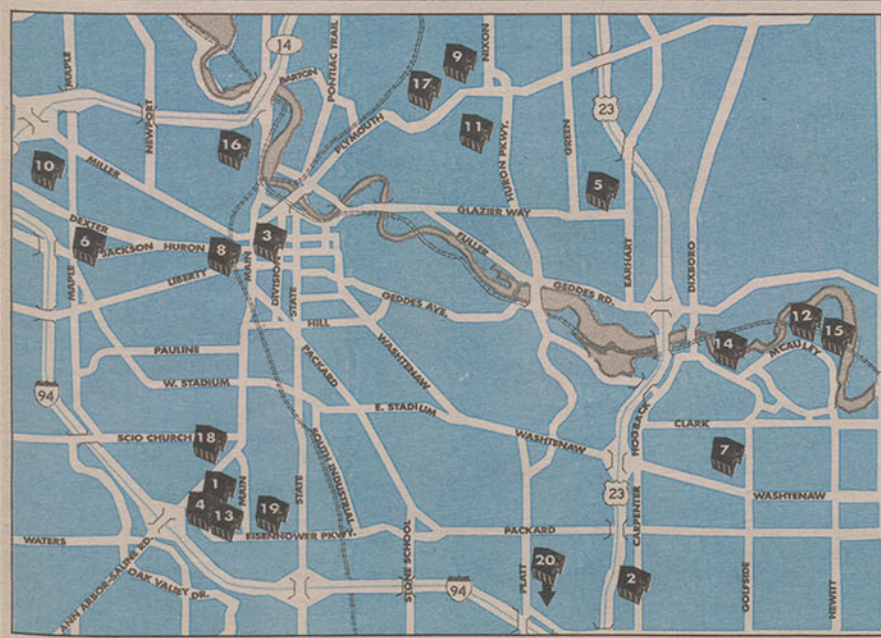 14
MAPLE
NEWPORT
BARTON
PONTIAC TRAIL
PLYMOUTH
NIXON
9
17
11
HURON PKWY.
GREEN
23
5
EARHART
DIXBORO
10
MILLER
16
DEXTER
6
JACKSON
HURON
8
3
LIBERTY
MAPLE
MAIN
DIVISION
STATE
GLAZIER WAY
FULLER
GEDDES RD.
GEDDES AVE.
HILL
PAULINE
W. STADIUM
PACKARD
WASHTENAW
E. STADIUM
WASHTENAW
HOGBACK
12
15
14
MCAULEY
CLARK
7
WASHTENAW
94
SCIO CHURCH
18
1
4
13
MAIN
19
STATE
SOUTH INDUSTRIAL
EISENHOWER PKWY.
STONE SCHOOL
PACKARD
23
CARPENTER
WATERS
ANN ARBOR-SALINE RD.
OAK VALLEY DR.
94
PLATT
20
2
GOLFSIDE
HEWITT